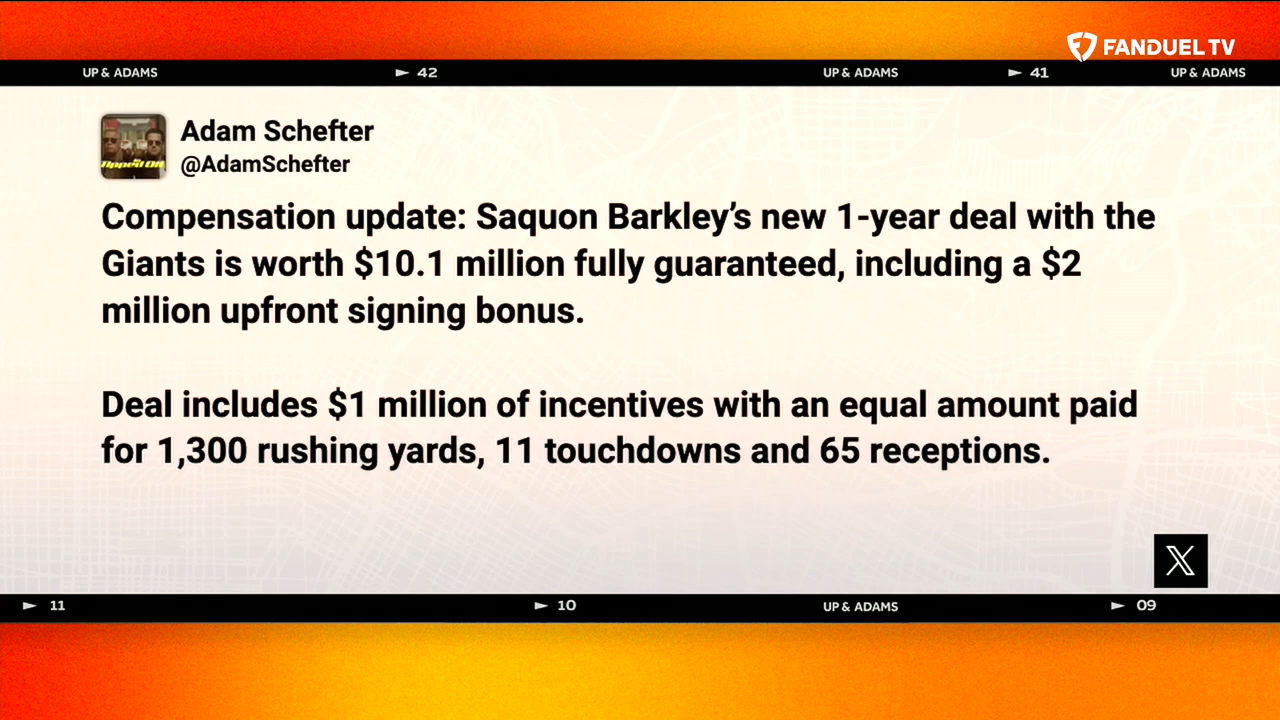 FANDUEL TV
UP & ADAMS
42
UP & ADAMS
41
UP & ADAMS
Adam Schefter
@AdamSchefter
Compensation update: Saquon Barkley’s new 1-year deal with the
Giants is worth $10.1 million fully guaranteed, including a $2
million upfront signing bonus.
Deal includes $1 million of incentives with an equal amount paid
for 1,300 rushing yards, 11 touchdowns and 65 receptions.
X
11
10
UP & ADAMS
09